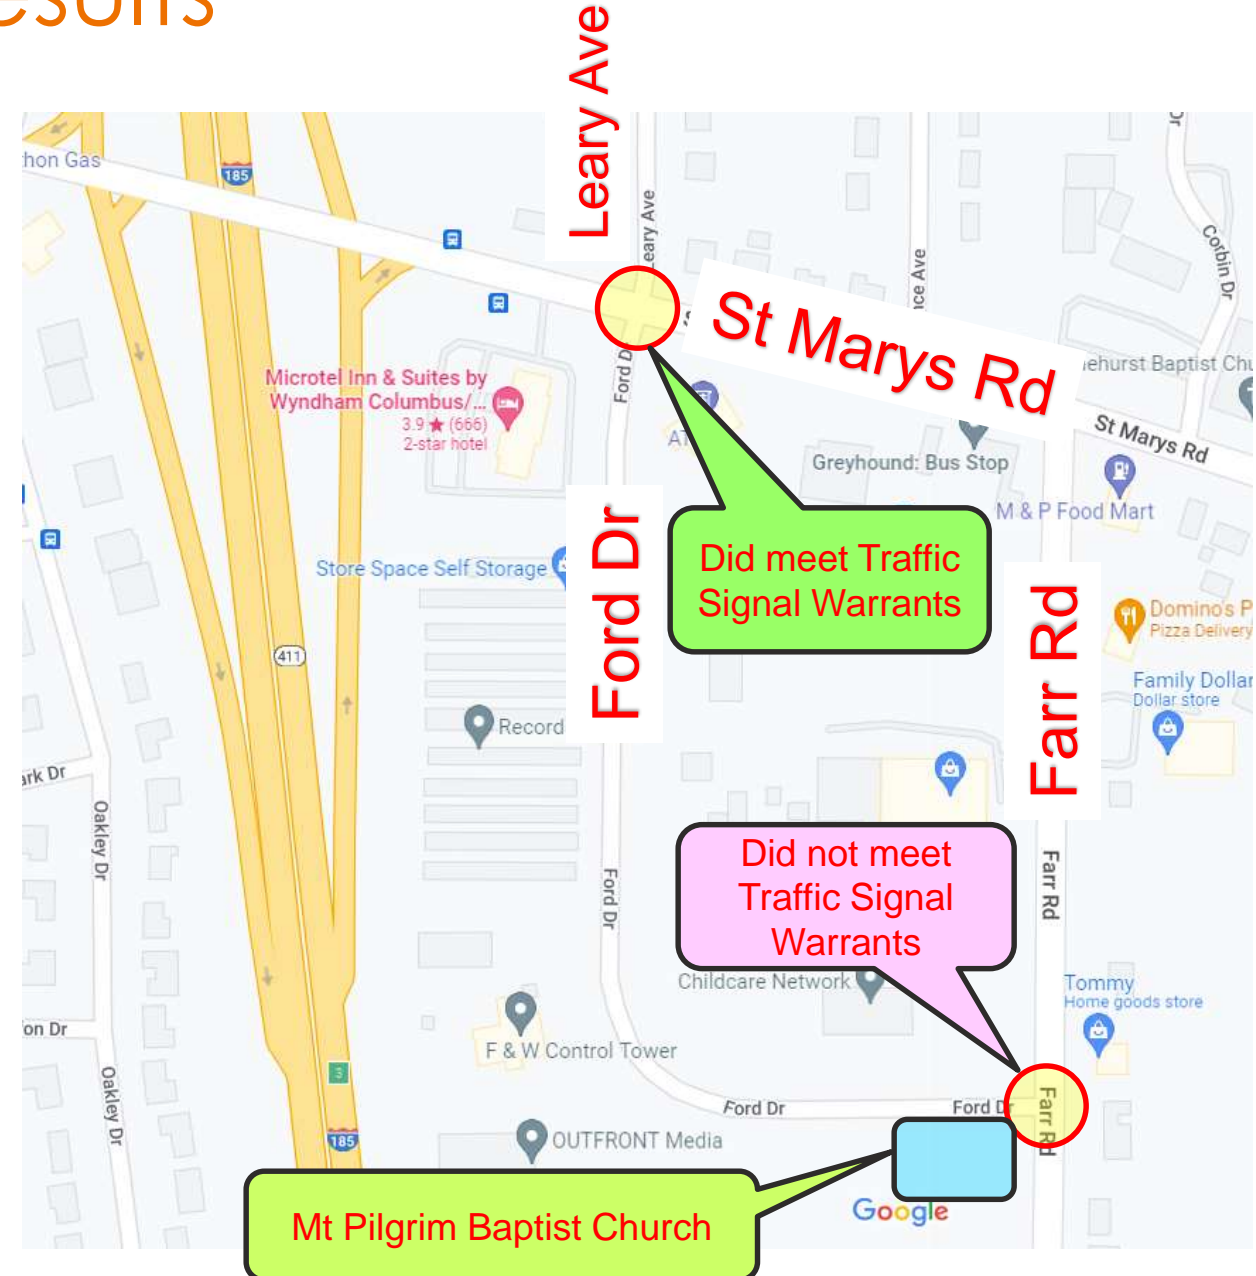 Leary Ave
185
Leary Ave
Corbin Dr
St Marys Rd
Ford Dr
Microtel Inn & Suites by
Wyndham Columbus/...
3.9 ★ (666)
2-star hotel
St Marys Rd
Greyhound: Bus Stop
M & P Food Mart
Did meet Traffic
Signal Warrants
Store Space Self Storage
Ford Dr
Farr Rd
Domino's
Pizza Delivery
411
Family Dollar
Dollar store
Record
Oakley Dr
Did not meet
Traffic Signal
Warrants
Farr Rd
Ford Dr
Childcare Network
Tommy
Home goods store
F & W Control Tower
3
Oakley Dr
Ford Dr
Ford D
Farr Rd
185
OUTFRONT Media
Mt Pilgrim Baptist Church
Google